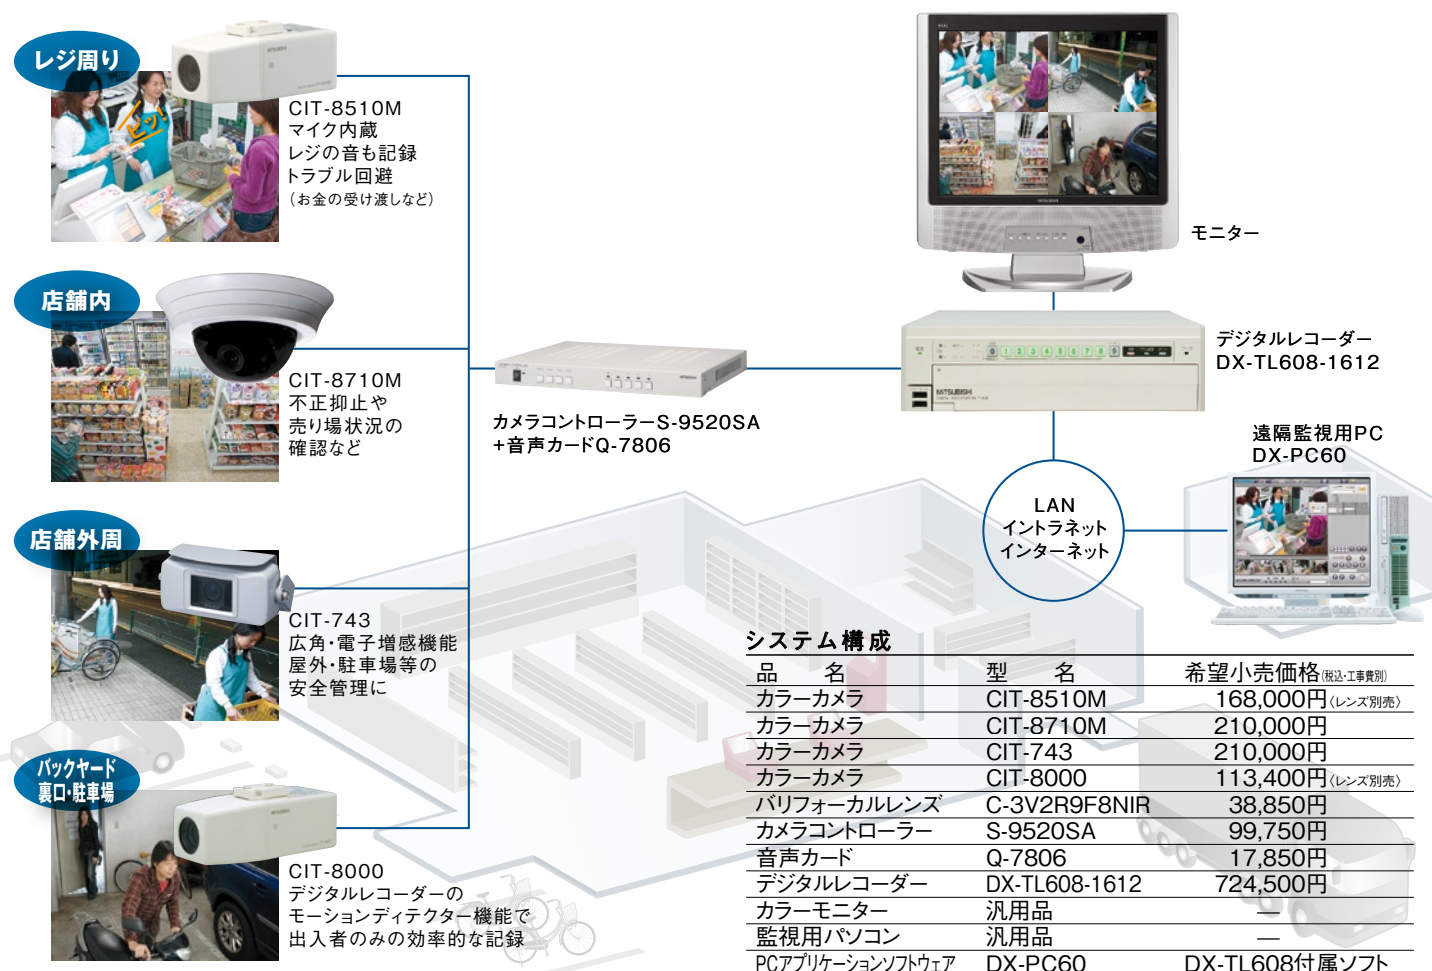 レジ周り
ピッ!
CIT-8510M
マイク内蔵
レジの音も記録
トラブル回避
(お金の受け渡しなど)
店舗内
CIT-8710M
不正抑止や
売り場状況の
確認など
店舗外周
CIT-743
広角・電子増感機能
屋外・駐車場等の
安全管理に
バックヤード
裏口・駐車場
CIT-8000
デジタルレコーダーの
モーションディテクター機能で
出入者のみの効率的な記録
カメラコントローラーS-9520SA
+音声カードQ-7806
モニター
MITSUBISHI
0 1 2 3 4 5 6 7 8 9
デジタルレコーダー
DX-TL608-1612
遠隔監視用PC
DX-PC60
LAN
イントラネット
インターネット
システム構成
品 名 型 名 希望小売価格(税込・工事費別)
カラーカメラ CIT-8510M 168,000円〈レンズ別売〉
カラーカメラ CIT-8710M 210,000円
カラーカメラ CIT-743 210,000円
カラーカメラ CIT-8000 113,400円〈レンズ別売〉
バリフォーカルレンズ C-3V2R9F8NIR 38,850円
カメラコントローラー S-9520SA 99,750円
音声カード Q-7806 17,850円
デジタルレコーダー DX-TL608-1612 724,500円
カラーモニター 汎用品 —
監視用パソコン 汎用品 —
PCアプリケーションソフトウェア DX-PC60 DX-TL608付属ソフト